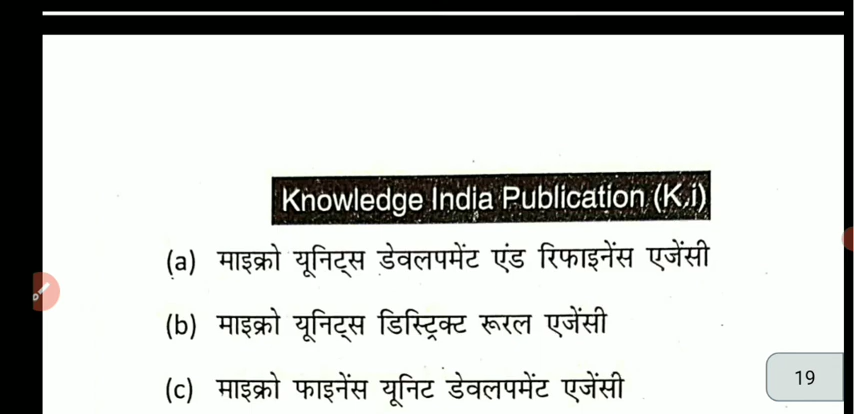 Knowledge India Publication (K.i)
(a) माइक्रो यूनिट्स डेवलपमेंट एंड रिफाइनेंस एजेंसी
(b) माइक्रो यूनिट्स डिस्ट्रिक्ट रूरल एजेंसी
(c) माइक्रो फाइनेंस यूनिट डेवलपमेंट एजेंसी
19